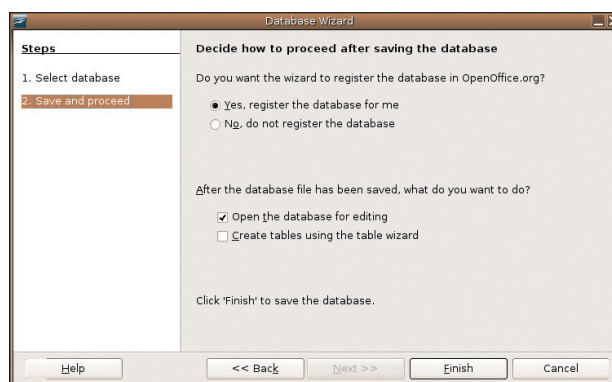 Database Wizard
Steps
1. Select database
2. Save and proceed
Decide how to proceed after saving the database
Do you want the wizard to register the database in OpenOffice.org?
Yes, register the database for me
No, do not register the database
After the database file has been saved, what do you want to do?
Open the database for editing
Create tables using the table wizard
Click 'Finish' to save the database.
Help
<< Back
Next >>
Finish
Cancel